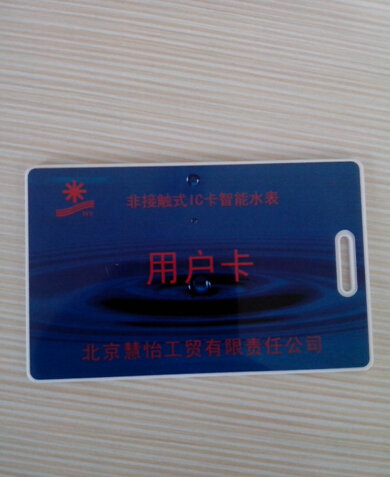 非接触式IC卡智能水表
用户卡
北京慧怡工贸有限责任公司